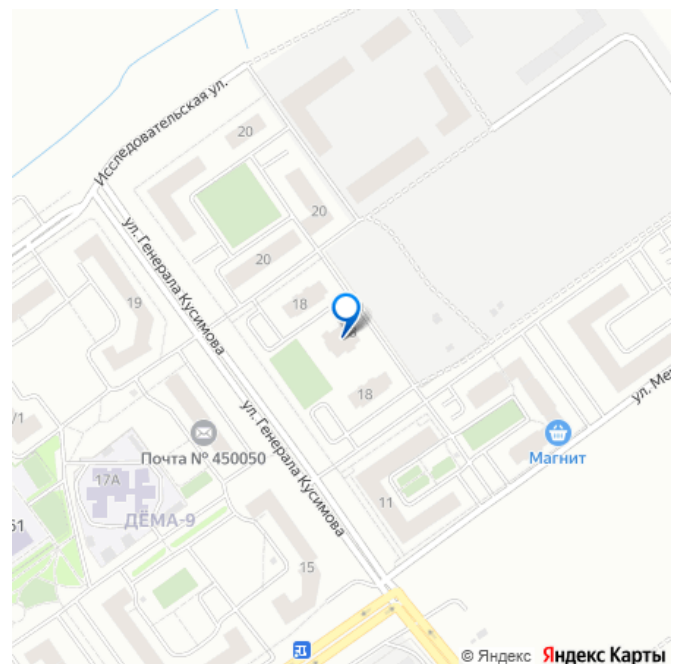 Исследовательская ул.
20
20
20
ул. Генерала Кусимова
19
18
18
ул. Генерала Кусимова
Почта № 450050
17А
ДЁМА-9
11
Магнит
15
© Яндекс Яндекс Карты